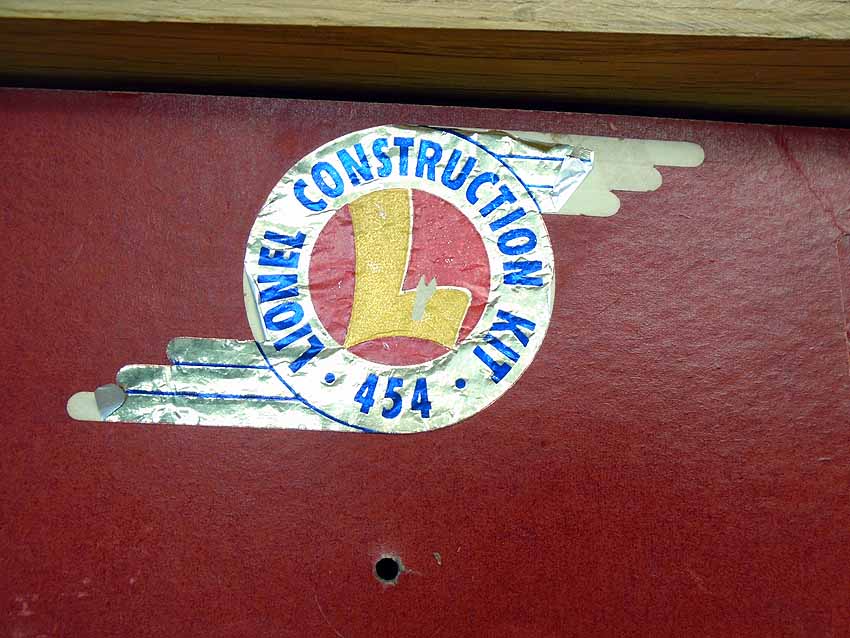 LIONEL CONSTRUCTION KIT
• 454 •
L